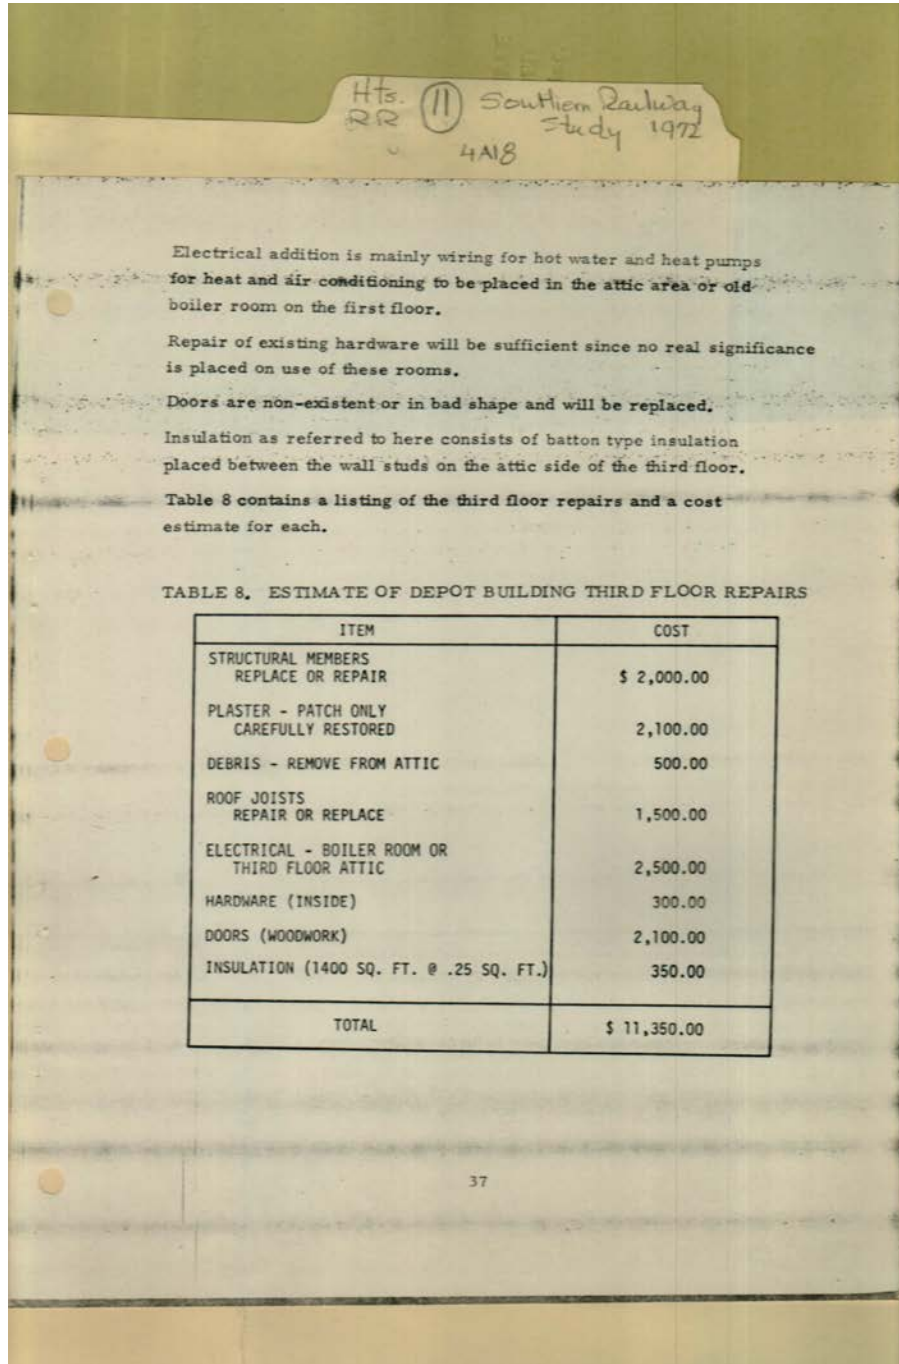 Hts. (11) Southern Railway
RR Study 1972
4A18
Electrical addition is mainly wiring for hot water and heat pumps
for heat and air conditioning to be placed in the attic area or old
boiler room on the first floor.
Repair of existing hardware will be sufficient since no real significance
is placed on use of these rooms.
Doors are non-existent or in bad shape and will be replaced.
Insulation as referred to here consists of batton type insulation
placed between the wall studs on the attic side of the third floor.
Table 8 contains a listing of the third floor repairs and a cost
estimate for each.
TABLE 8. ESTIMATE OF DEPOT BUILDING THIRD FLOOR REPAIRS
ITEM COST
STRUCTURAL MEMBERS
REPLACE OR REPAIR $ 2,000.00
PLASTER - PATCH ONLY
CAREFULLY RESTORED 2,100.00
DEBRIS - REMOVE FROM ATTIC 500.00
ROOF JOISTS
REPAIR OR REPLACE 1,500.00
ELECTRICAL - BOILER ROOM OR
THIRD FLOOR ATTIC 2,500.00
HARDWARE (INSIDE) 300.00
DOORS (WOODWORK) 2,100.00
INSULATION (1400 SQ. FT. @ .25 SQ. FT.) 350.00
TOTAL $ 11,350.00
37